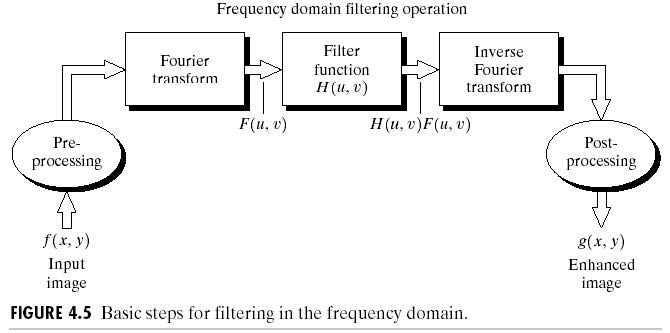 Frequency domain filtering operation
Fourier
transform
Filter
function
H(u, v)
Inverse
Fourier
transform
F(u, v)
H(u, v)F(u, v)
Pre-
processing
Post-
processing
f(x, y)
Input
image
g(x, y)
Enhanced
image
FIGURE 4.5 Basic steps for filtering in the frequency domain.